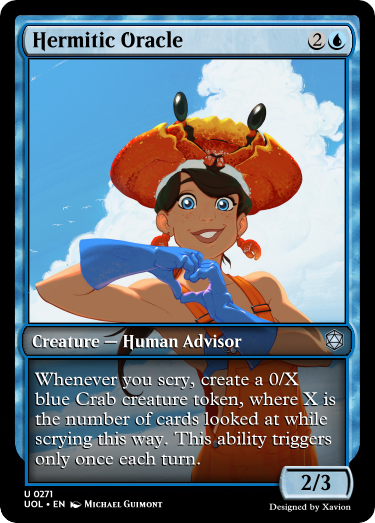 Hermitic Oracle 2
Creature — Human Advisor
Whenever you scry, create a 0/X
blue Crab creature token, where X is
the number of cards looked at while
scrying this way. This ability triggers
only once each turn.
2/3
U 0271
UOL • EN Michael Guimont
Designed by Xavion